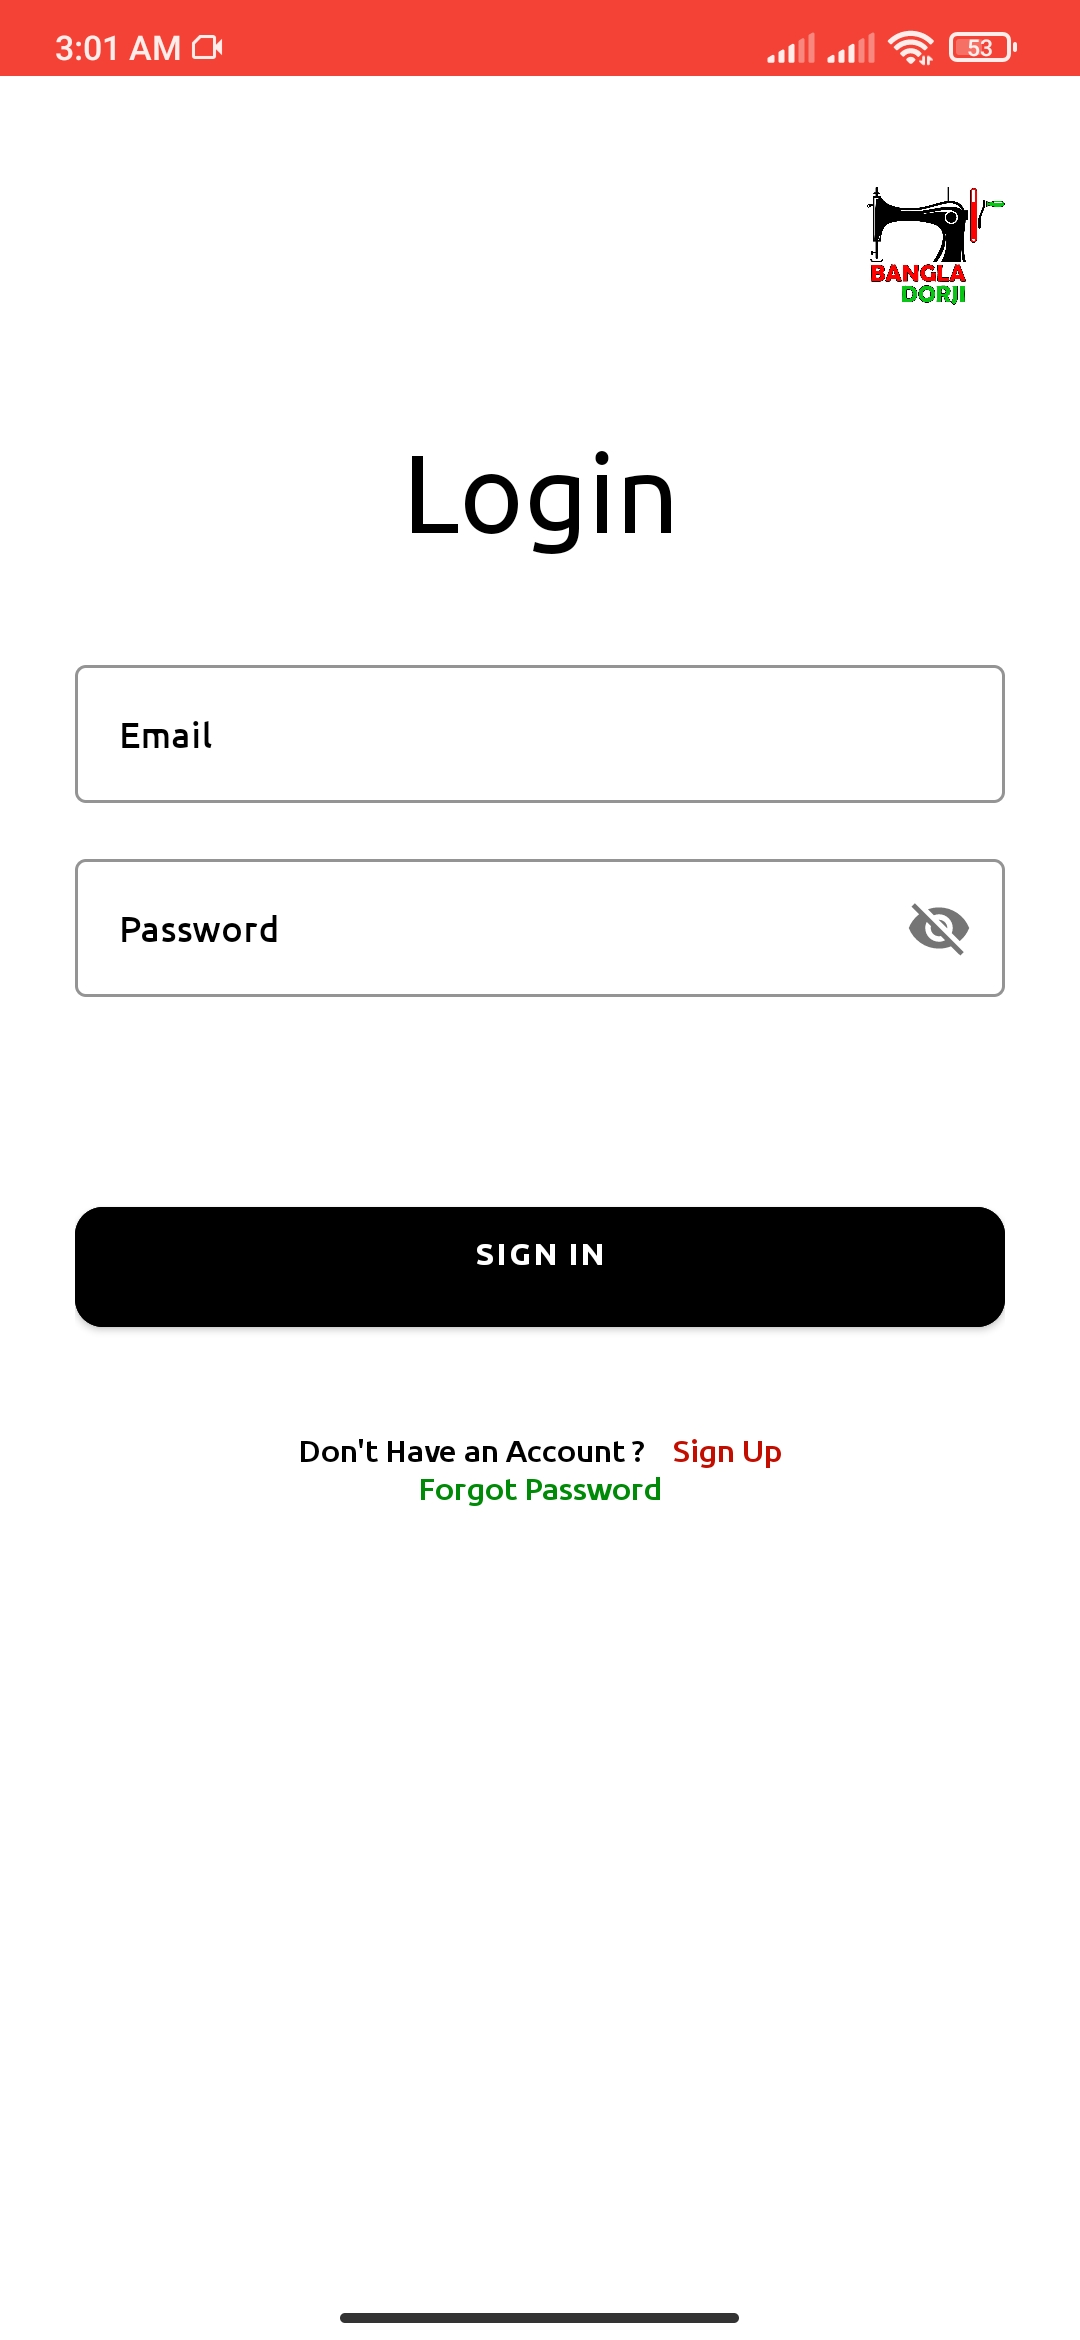 3:01 AM 53
BANGLA
DORJI
Login
Email
Password
SIGN IN
Don't Have an Account ? Sign Up
Forgot Password